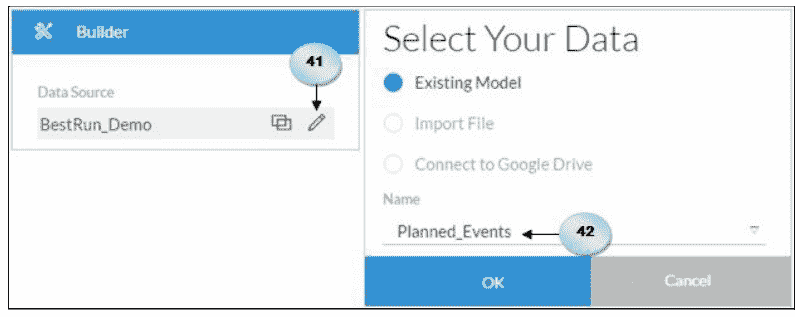 Builder
41
Data Source
BestRun_Demo
Select Your Data
Existing Model
Import File
Connect to Google Drive
Name
Planned_Events
42
OK
Cancel